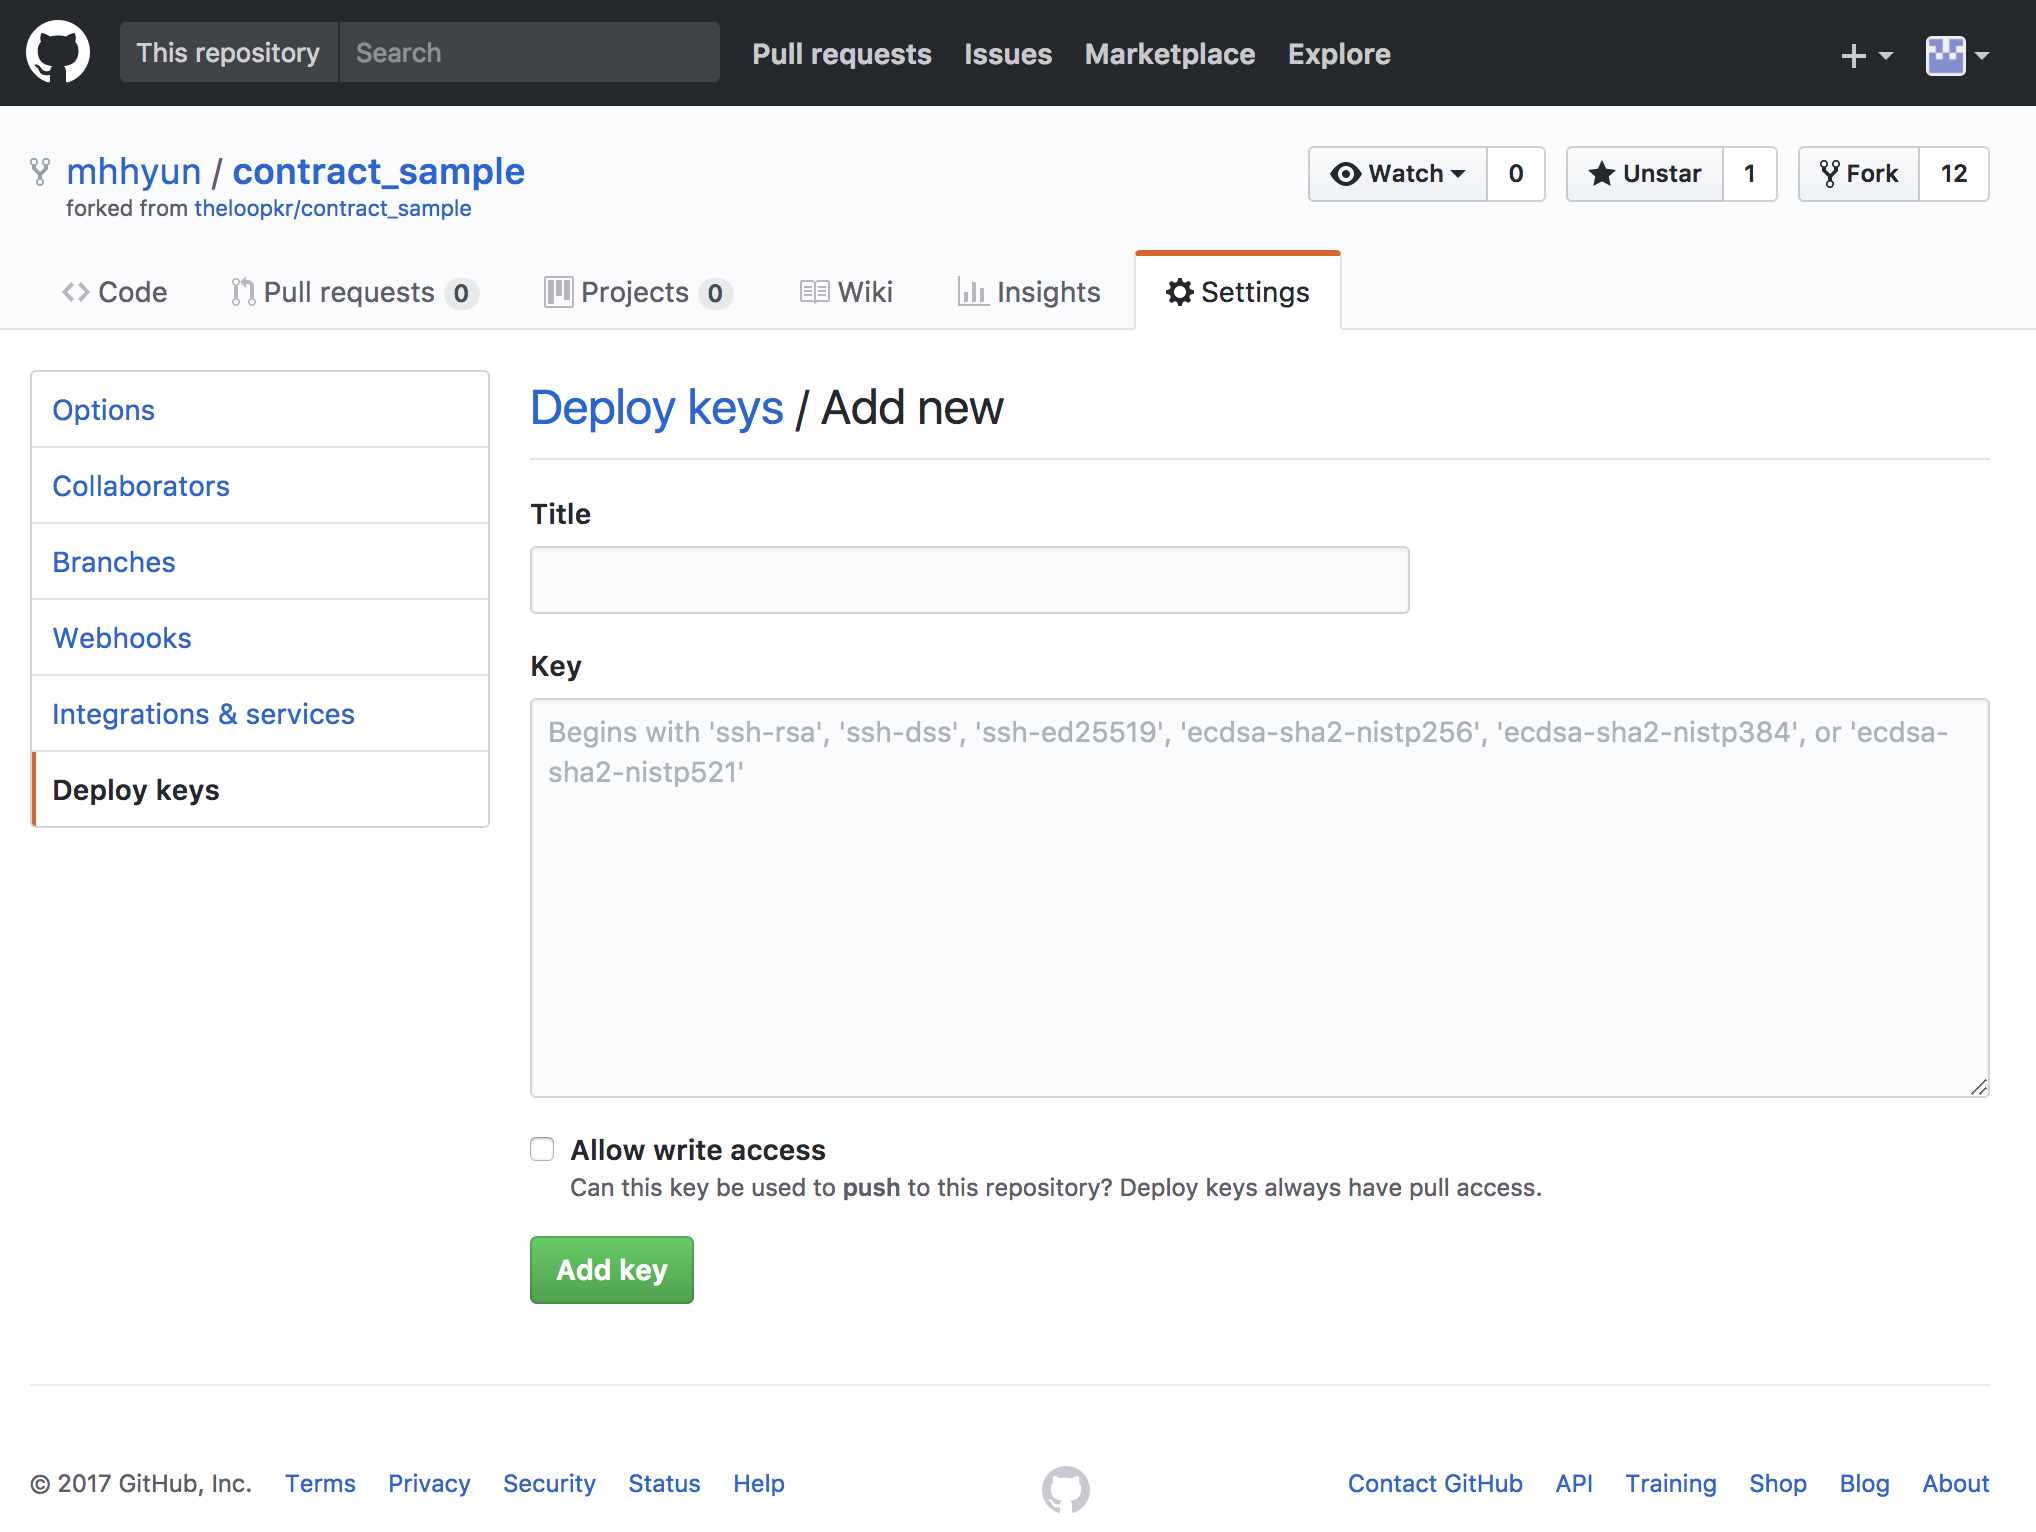 This repository Search Pull requests Issues Marketplace Explore
mhhyun / contract_sample
forked from theloopkr/contract_sample
Watch 0 Unstar 1 Fork 12
Code Pull requests 0 Projects 0 Wiki Insights Settings
Options
Collaborators
Branches
Webhooks
Integrations & services
Deploy keys
Deploy keys / Add new
Title
Key
Begins with 'ssh-rsa', 'ssh-dss', 'ssh-ed25519', 'ecdsa-sha2-nistp256', 'ecdsa-sha2-nistp384', or 'ecdsa-
sha2-nistp521'
Allow write access
Can this key be used to push to this repository? Deploy keys always have pull access.
Add key
© 2017 GitHub, Inc. Terms Privacy Security Status Help Contact GitHub API Training Shop Blog About